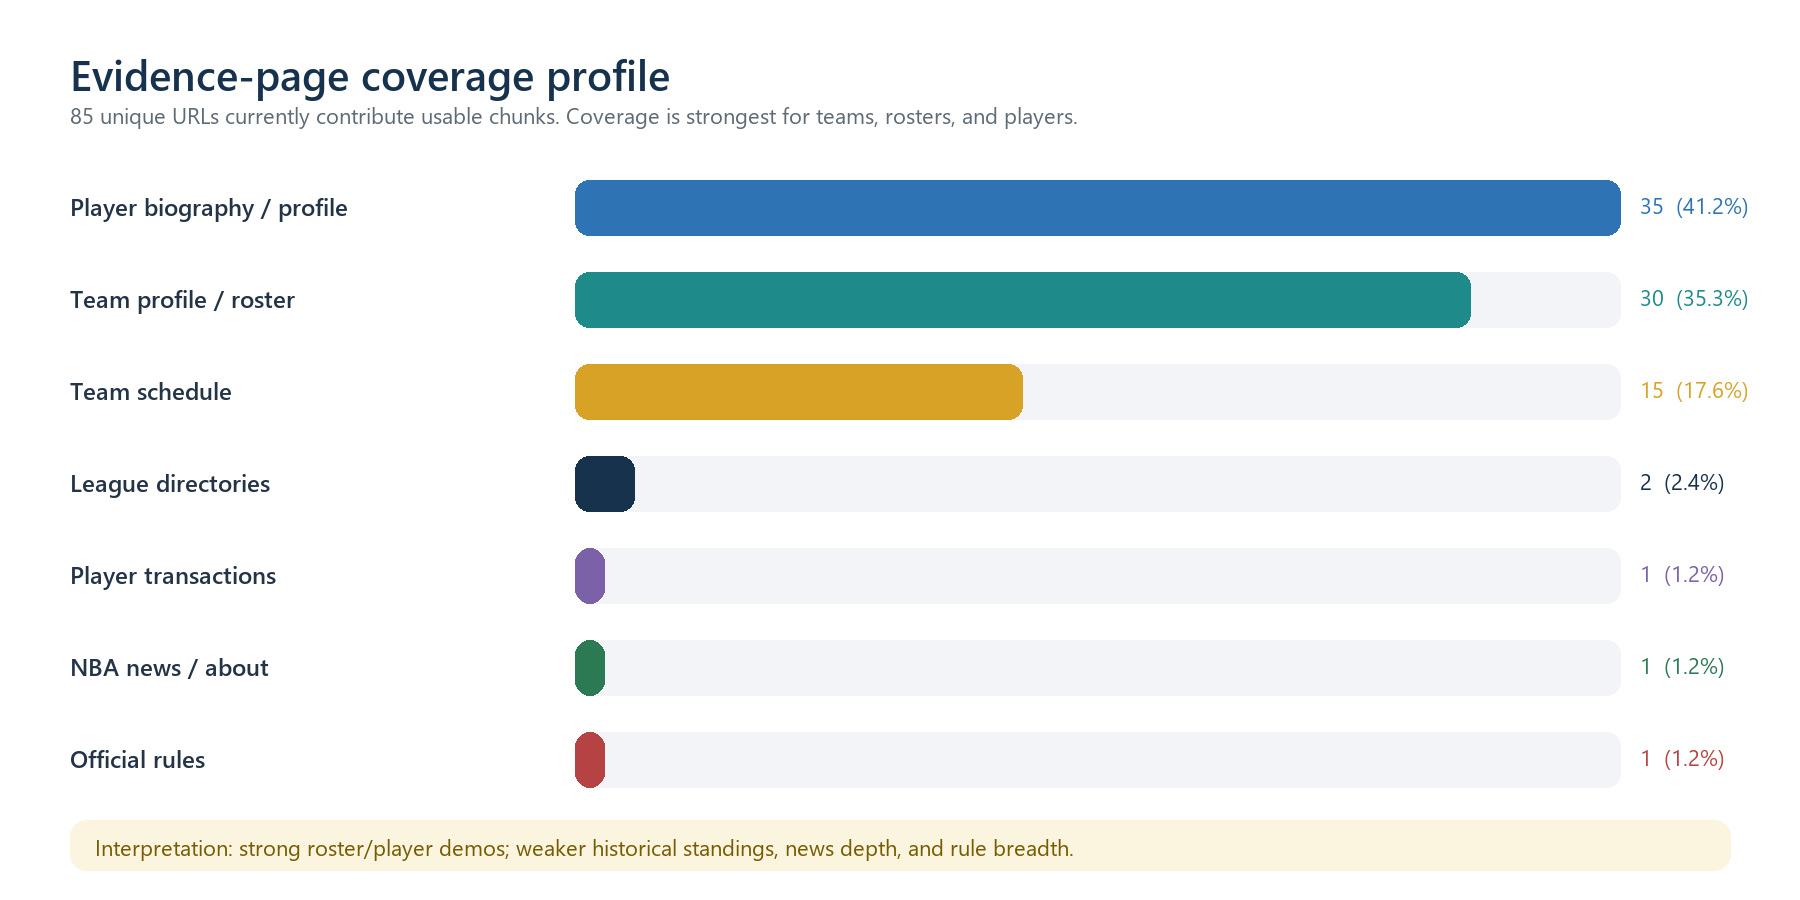 Evidence-page coverage profile
85 unique URLs currently contribute usable chunks. Coverage is strongest for teams, rosters, and players.
Player biography / profile 35 (41.2%)
Team profile / roster 30 (35.3%)
Team schedule 15 (17.6%)
League directories 2 (2.4%)
Player transactions 1 (1.2%)
NBA news / about 1 (1.2%)
Official rules 1 (1.2%)
Interpretation: strong roster/player demos; weaker historical standings, news depth, and rule breadth.